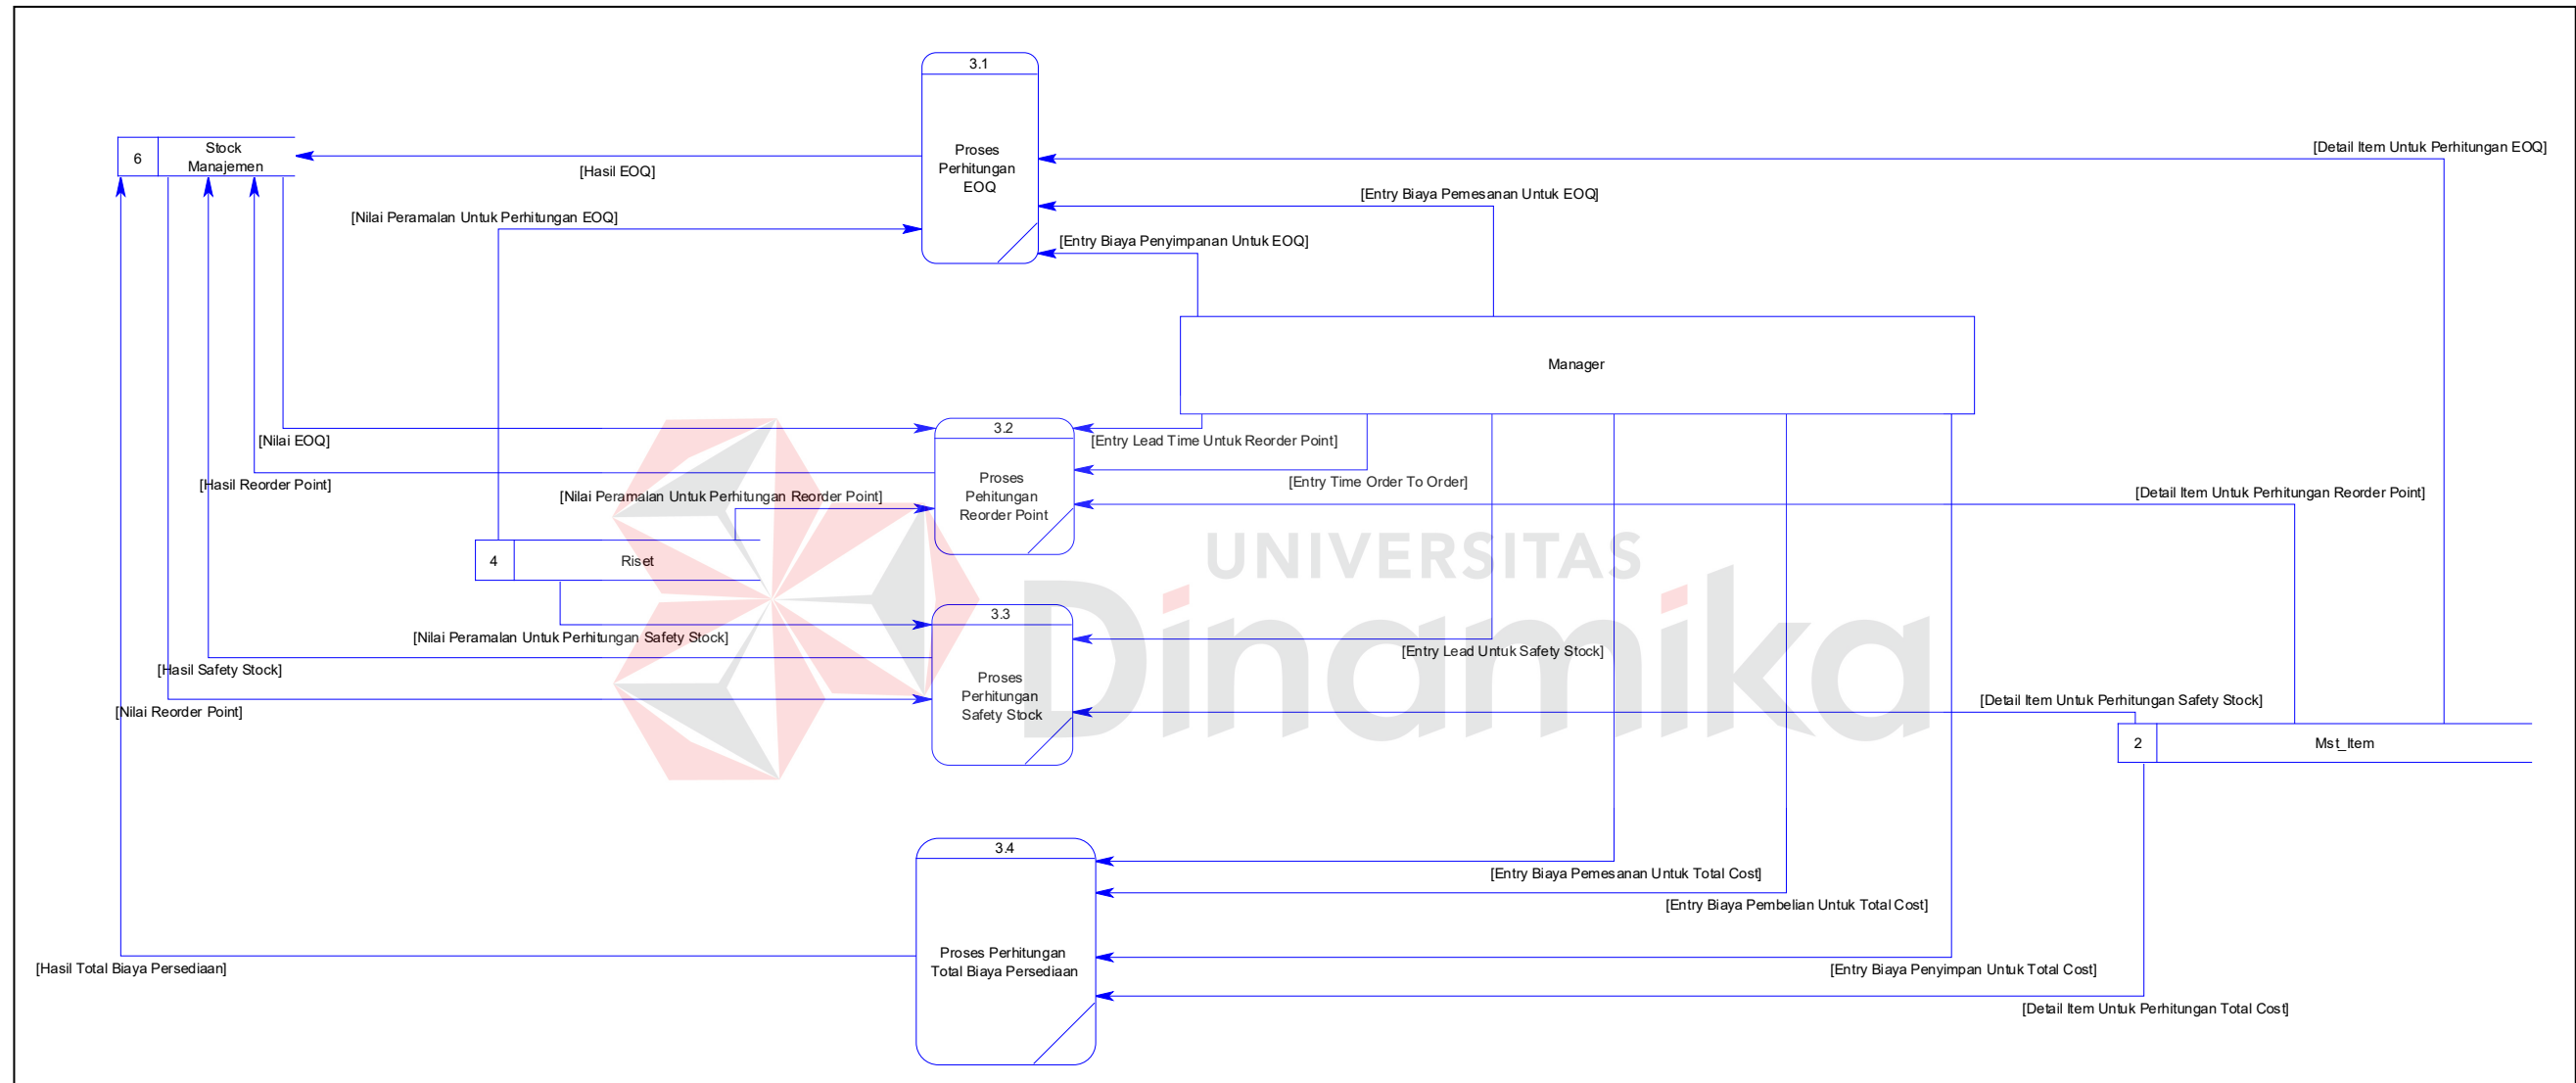 3.1
Proses
Perhitungan
EOQ
6
Stock
Manajemen
[Hasil EOQ]
[Detail Item Untuk Perhitungan EOQ]
[Entry Biaya Pemesanan Untuk EOQ]
[Nilai Peramalan Untuk Perhitungan EOQ]
[Entry Biaya Penyimpanan Untuk EOQ]
Manager
3.2
Proses
Pehitungan
Reorder Point
[Nilai EOQ]
[Entry Lead Time Untuk Reorder Point]
[Hasil Reorder Point]
[Entry Time Order To Order]
[Nilai Peramalan Untuk Perhitungan Reorder Point]
[Detail Item Untuk Perhitungan Reorder Point]
4
Riset
UNIVERSITAS
Dinamika
3.3
Proses
Perhitungan
Safety Stock
[Nilai Peramalan Untuk Perhitungan Safety Stock]
[Entry Lead Untuk Safety Stock]
[Hasil Safety Stock]
[Nilai Reorder Point]
[Detail Item Untuk Perhitungan Safety Stock]
2
Mst_Item
3.4
Proses Perhitungan
Total Biaya Persediaan
[Entry Biaya Pemesanan Untuk Total Cost]
[Entry Biaya Pembelian Untuk Total Cost]
[Hasil Total Biaya Persediaan]
[Entry Biaya Penyimpan Untuk Total Cost]
[Detail Item Untuk Perhitungan Total Cost]